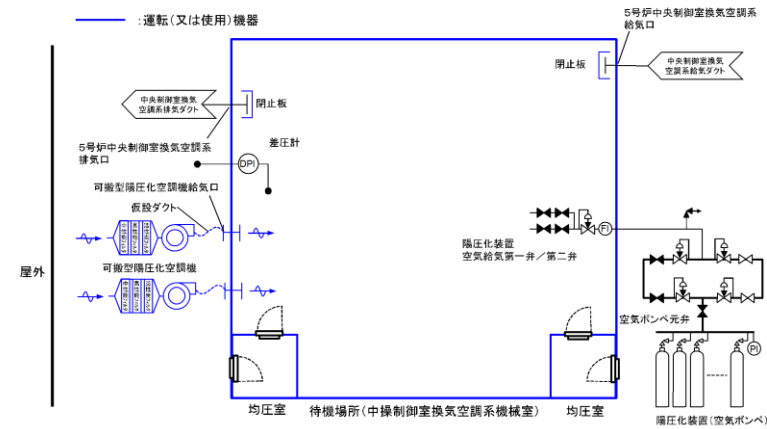 :運転(又は使用)機器
5号炉中央制御室換気空調系
給気口
閉止板
中央制御室換気
空調系給気ダクト
中央制御室換気
空調系排気ダクト
閉止板
5号炉中央制御室換気空調系
排気口
差圧計
DPI
可搬型陽圧化空調機給気口
仮設ダクト
陽圧化装置
空気給気第一弁/第二弁
FI
屋外
可搬型陽圧化空調機
空気ボンベ元弁
PI
均圧室
待機場所(中操制御室換気空調系機械室)
均圧室
陽圧化装置(空気ボンベ)